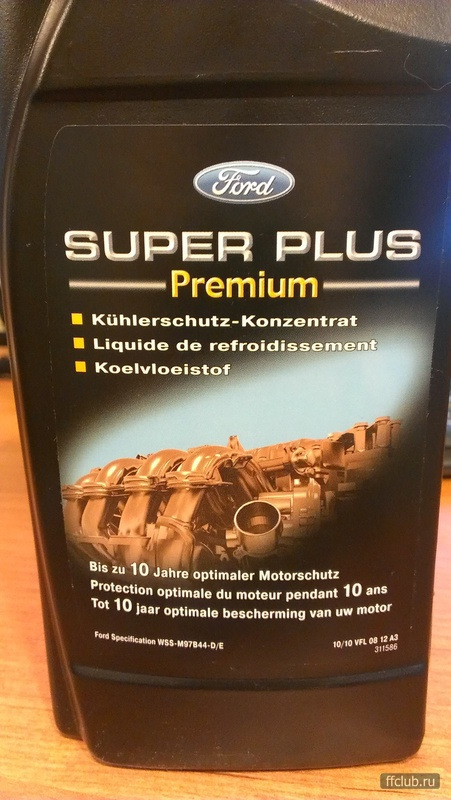 Ford
SUPER PLUS
Premium
Kühlerschutz-Konzentrat
Liquide de refroidissement
Koelvloeistof
Bis zu 10 Jahre optimaler Motorschutz
Protection optimale du moteur pendant 10 ans
Tot 10 jaar optimale bescherming van uw motor
Ford Specification WSS-M97B44-D/E
10/10 VFL 08 12 A3
311586
ffclub.ru